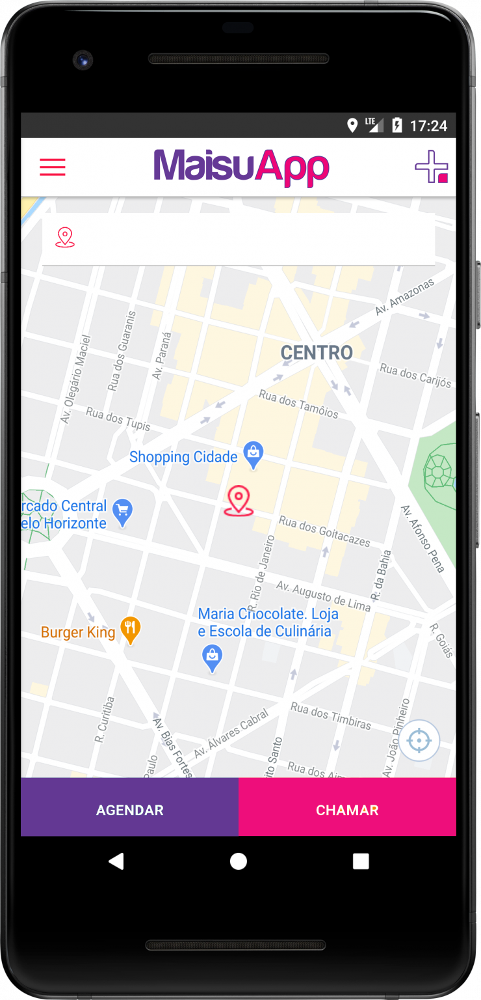 LTE 17:24
MaisuApp
Av. Amazonas
CENTRO
Rua dos Guaranis
Av. Paraná
Av. Olegário Maciel
Rua dos Carijós
Rua dos Tamôios
Rua dos Tupis
Shopping Cidade
rcado Central
elo Horizonte
Rua dos Goitacazes
Av. Afonso Pena
R. Rio de Janeiro
R. da Bahia
Av. Augusto de Lima
Maria Chocolate. Loja
e Escola de Culinária
Burger King
R. Goiás
R. Curitiba
Rua dos Timbiras
Av. Álvares Cabral
Av. Bias Fortes
Av. João Pinheiro
Paulo
ito Santo
Rua dos Aim
AGENDAR
CHAMAR